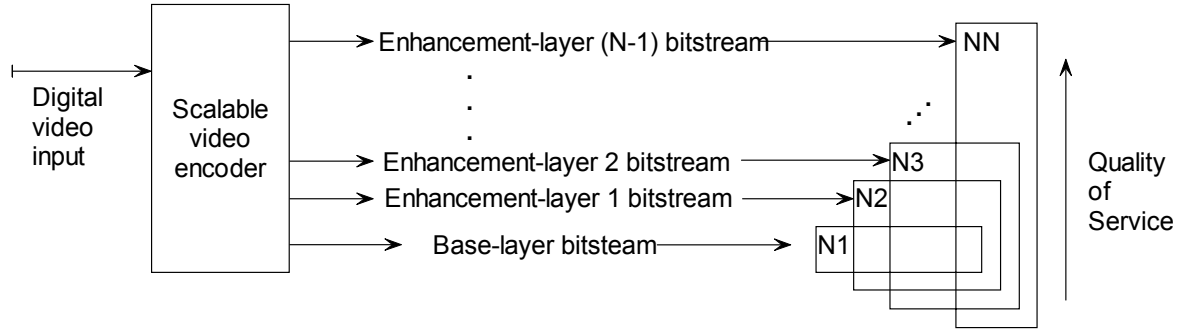 Enhancement-layer (N-1) bitstream
NN
Digital
video
input
Scalable
video
encoder
Enhancement-layer 2 bitstream
N3
Enhancement-layer 1 bitstream
N2
Base-layer bitsteam
N1
Quality
of
Service